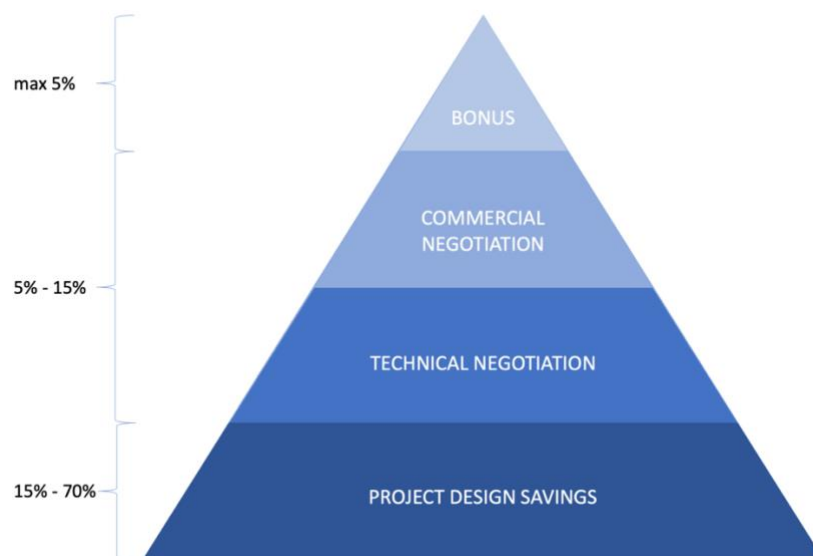 max 5%
BONUS
COMMERCIAL
NEGOTIATION
5% - 15%
TECHNICAL NEGOTIATION
15% - 70%
PROJECT DESIGN SAVINGS